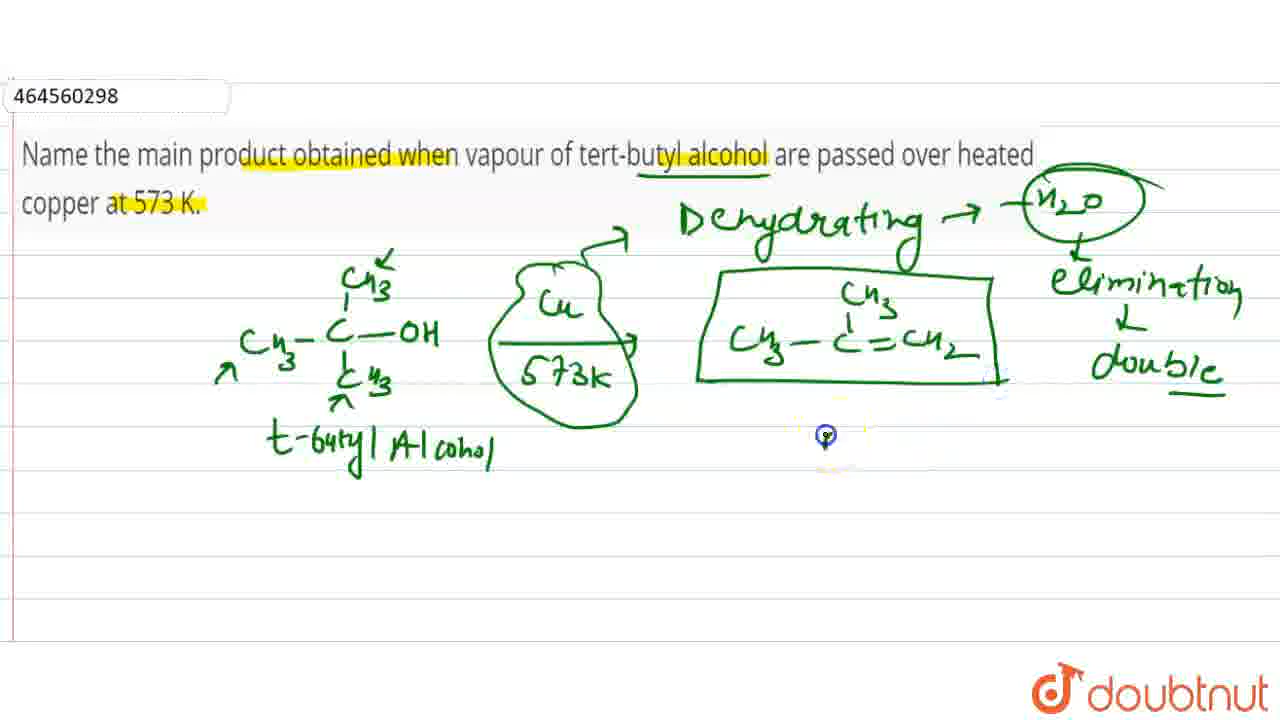 464560298
Name the main product obtained when vapour of tert-butyl alcohol are passed over heated
copper at 573 K.
Dehydrating → -H2O
elimination
double
CH3
CH3-C-OH
CH3
t-butyl Alcohol
Cu
573K
CH3
CH3-C=CH2
doubtnut